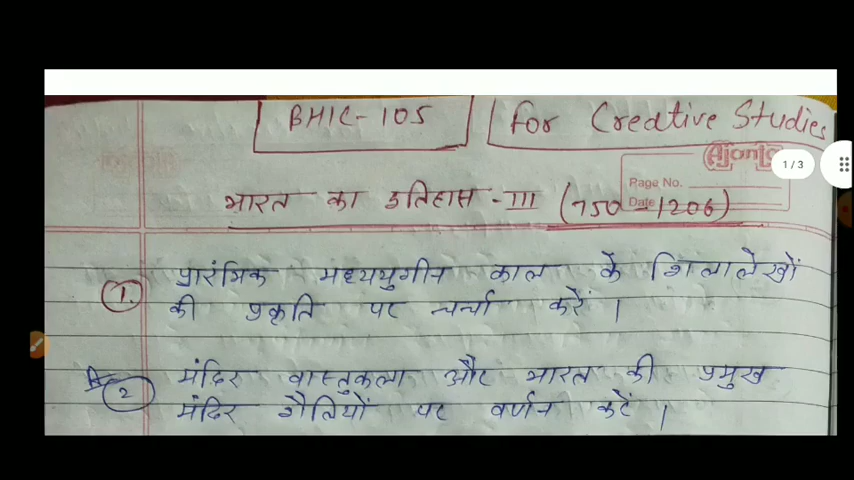 BHIC-105
for Creative Studies
Ajanta
1/3
Page No.
Date
भारत का इतिहास -III (750-1206)
1.
प्रारंभिक मध्ययुगीन काल के शिलालेखों
की प्रकृति पर चर्चा करें ।
2
मंदिर वास्तुकला और भारत की प्रमुख
मंदिर शैलियों पर वर्णन करें ।